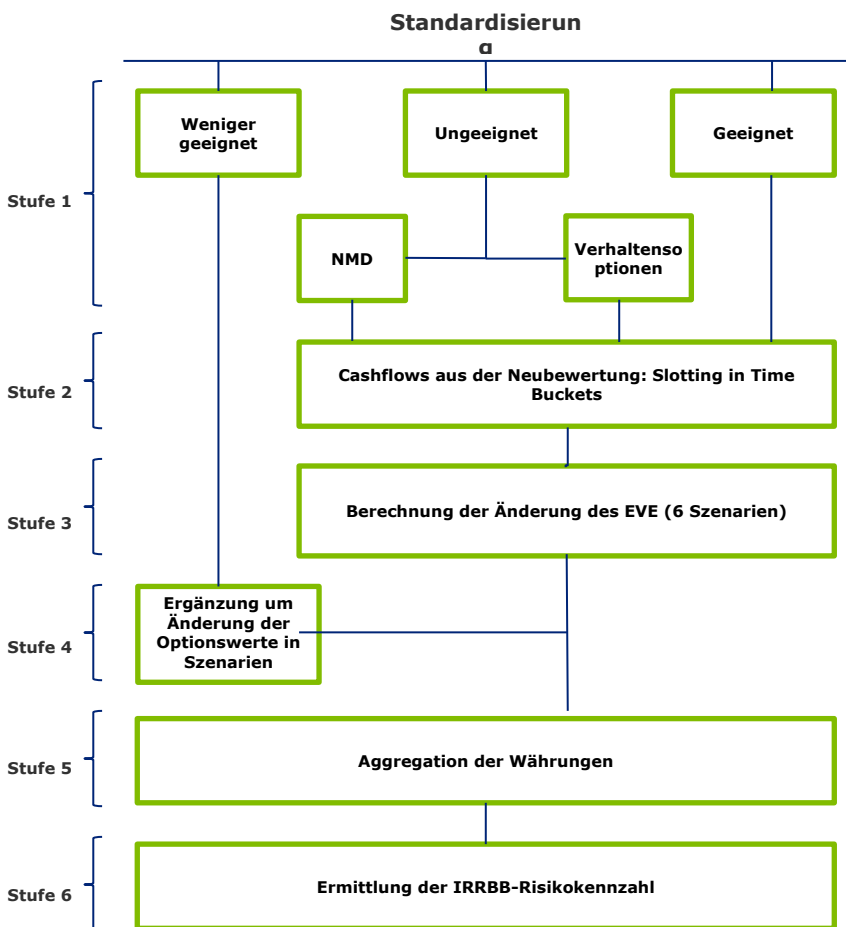 Standardisierun
g
Weniger
geeignet
Ungeeignet
Geeignet
Stufe 1
NMD
Verhaltenso
ptionen
Stufe 2
Cashflows aus der Neubewertung: Slotting in Time
Buckets
Stufe 3
Berechnung der Änderung des EVE (6 Szenarien)
Stufe 4
Ergänzung um
Änderung der
Optionswerte in
Szenarien
Stufe 5
Aggregation der Währungen
Stufe 6
Ermittlung der IRRBB-Risikokennzahl